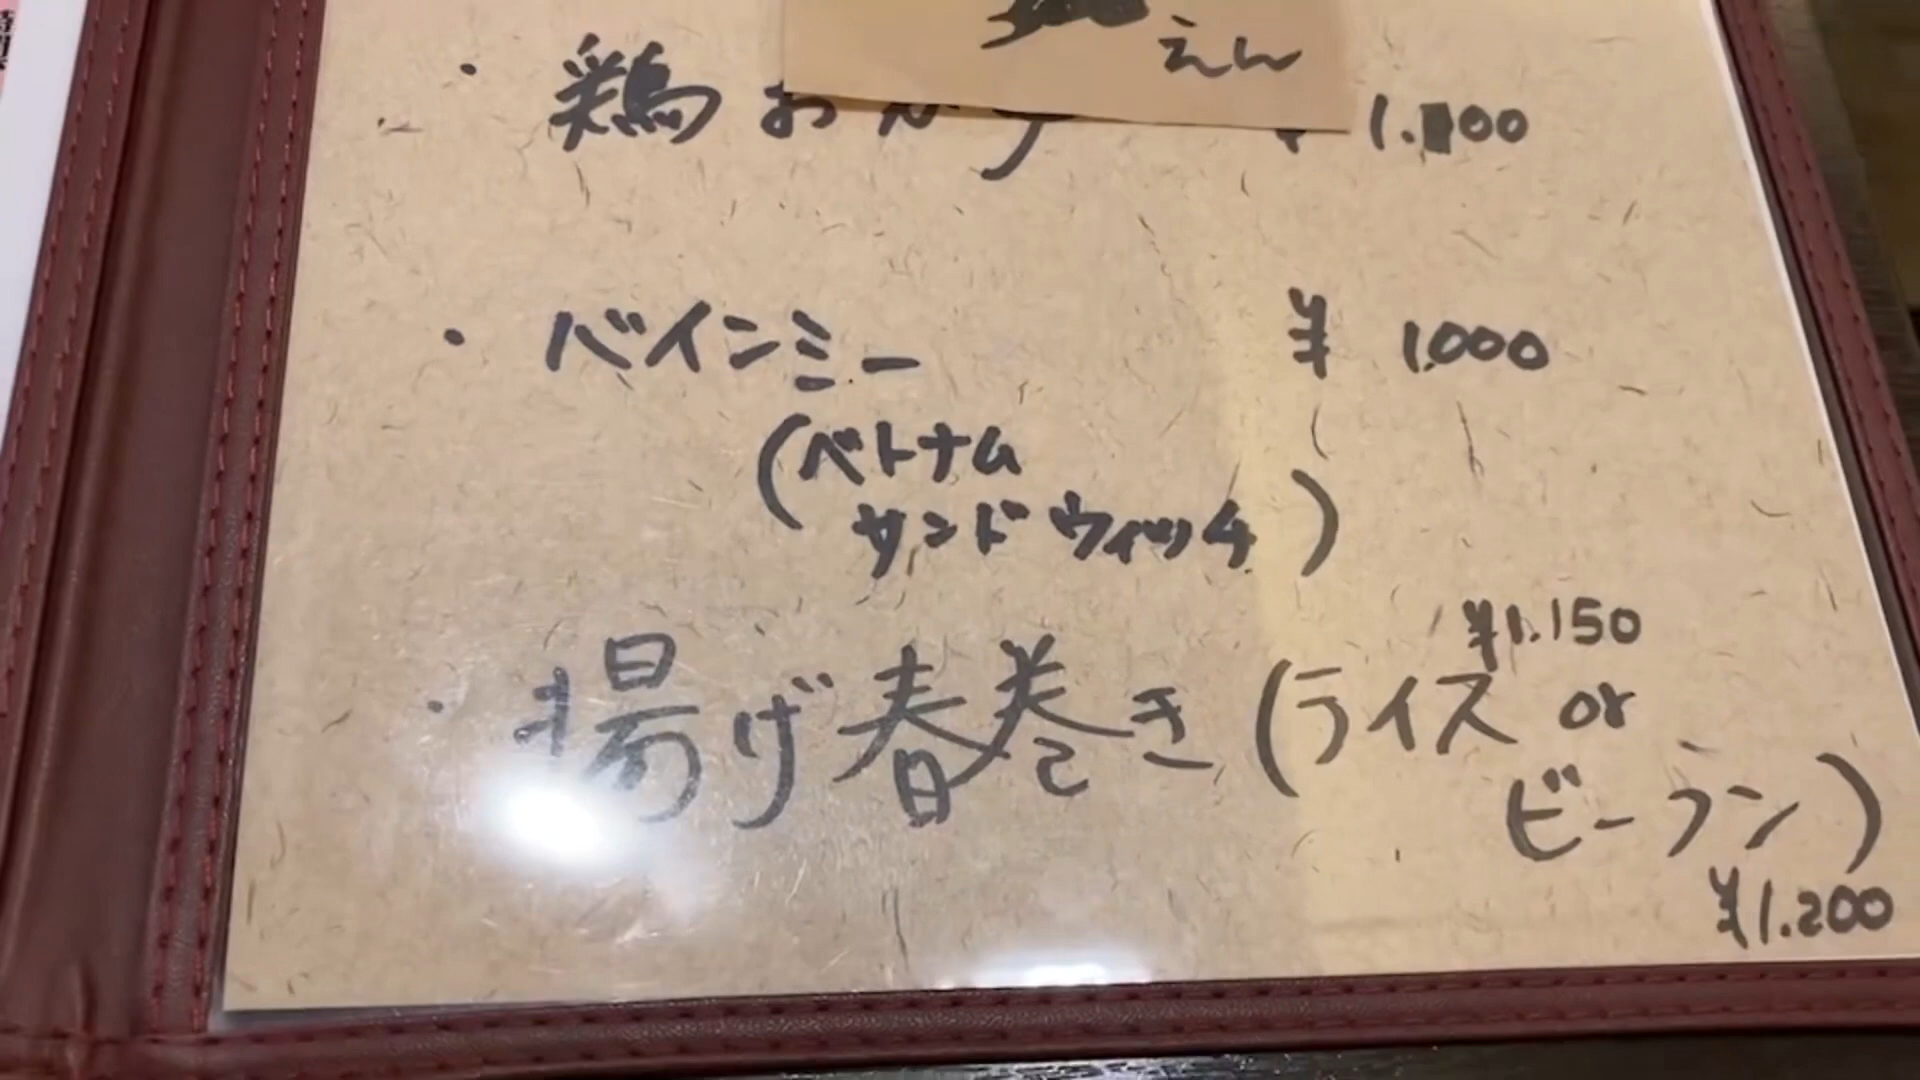 えん
・鶏おかず ¥1.100
・バインミー ¥1.000
(ベトナム
サンドウィッチ)
¥1.150
・揚げ春巻き(ライス or
ビーフン)
¥1.200